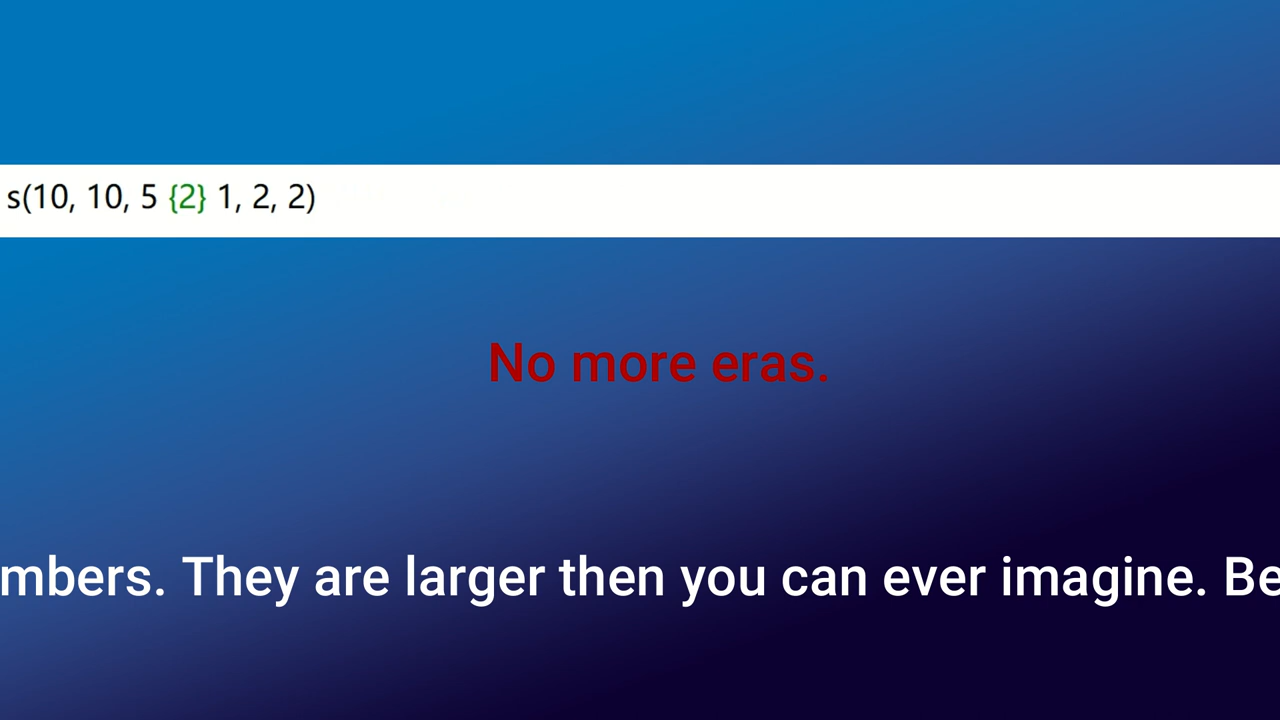 s(10, 10, 5 {2} 1, 2, 2)
No more eras.
mbers. They are larger then you can ever imagine. Be